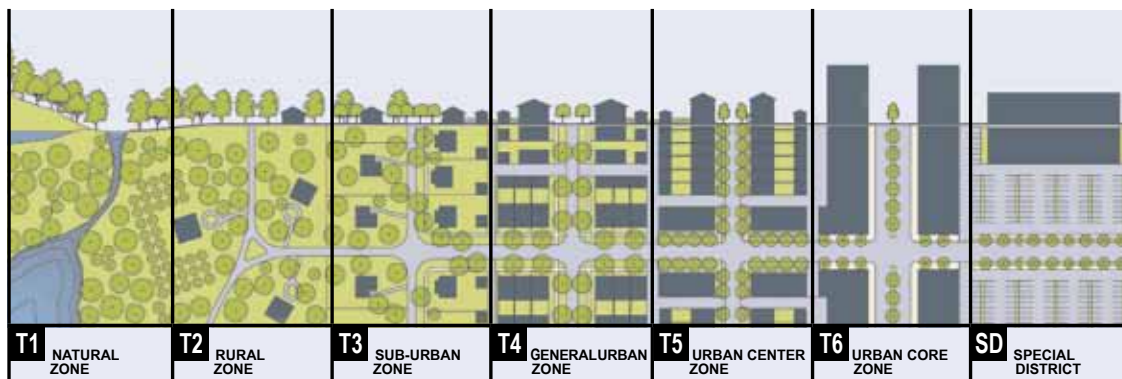 T1 NATURAL
ZONE
T2 RURAL
ZONE
T3 SUB-URBAN
ZONE
T4 GENERALURBAN
ZONE
T5 URBAN CENTER
ZONE
T6 URBAN CORE
ZONE
SD SPECIAL
DISTRICT